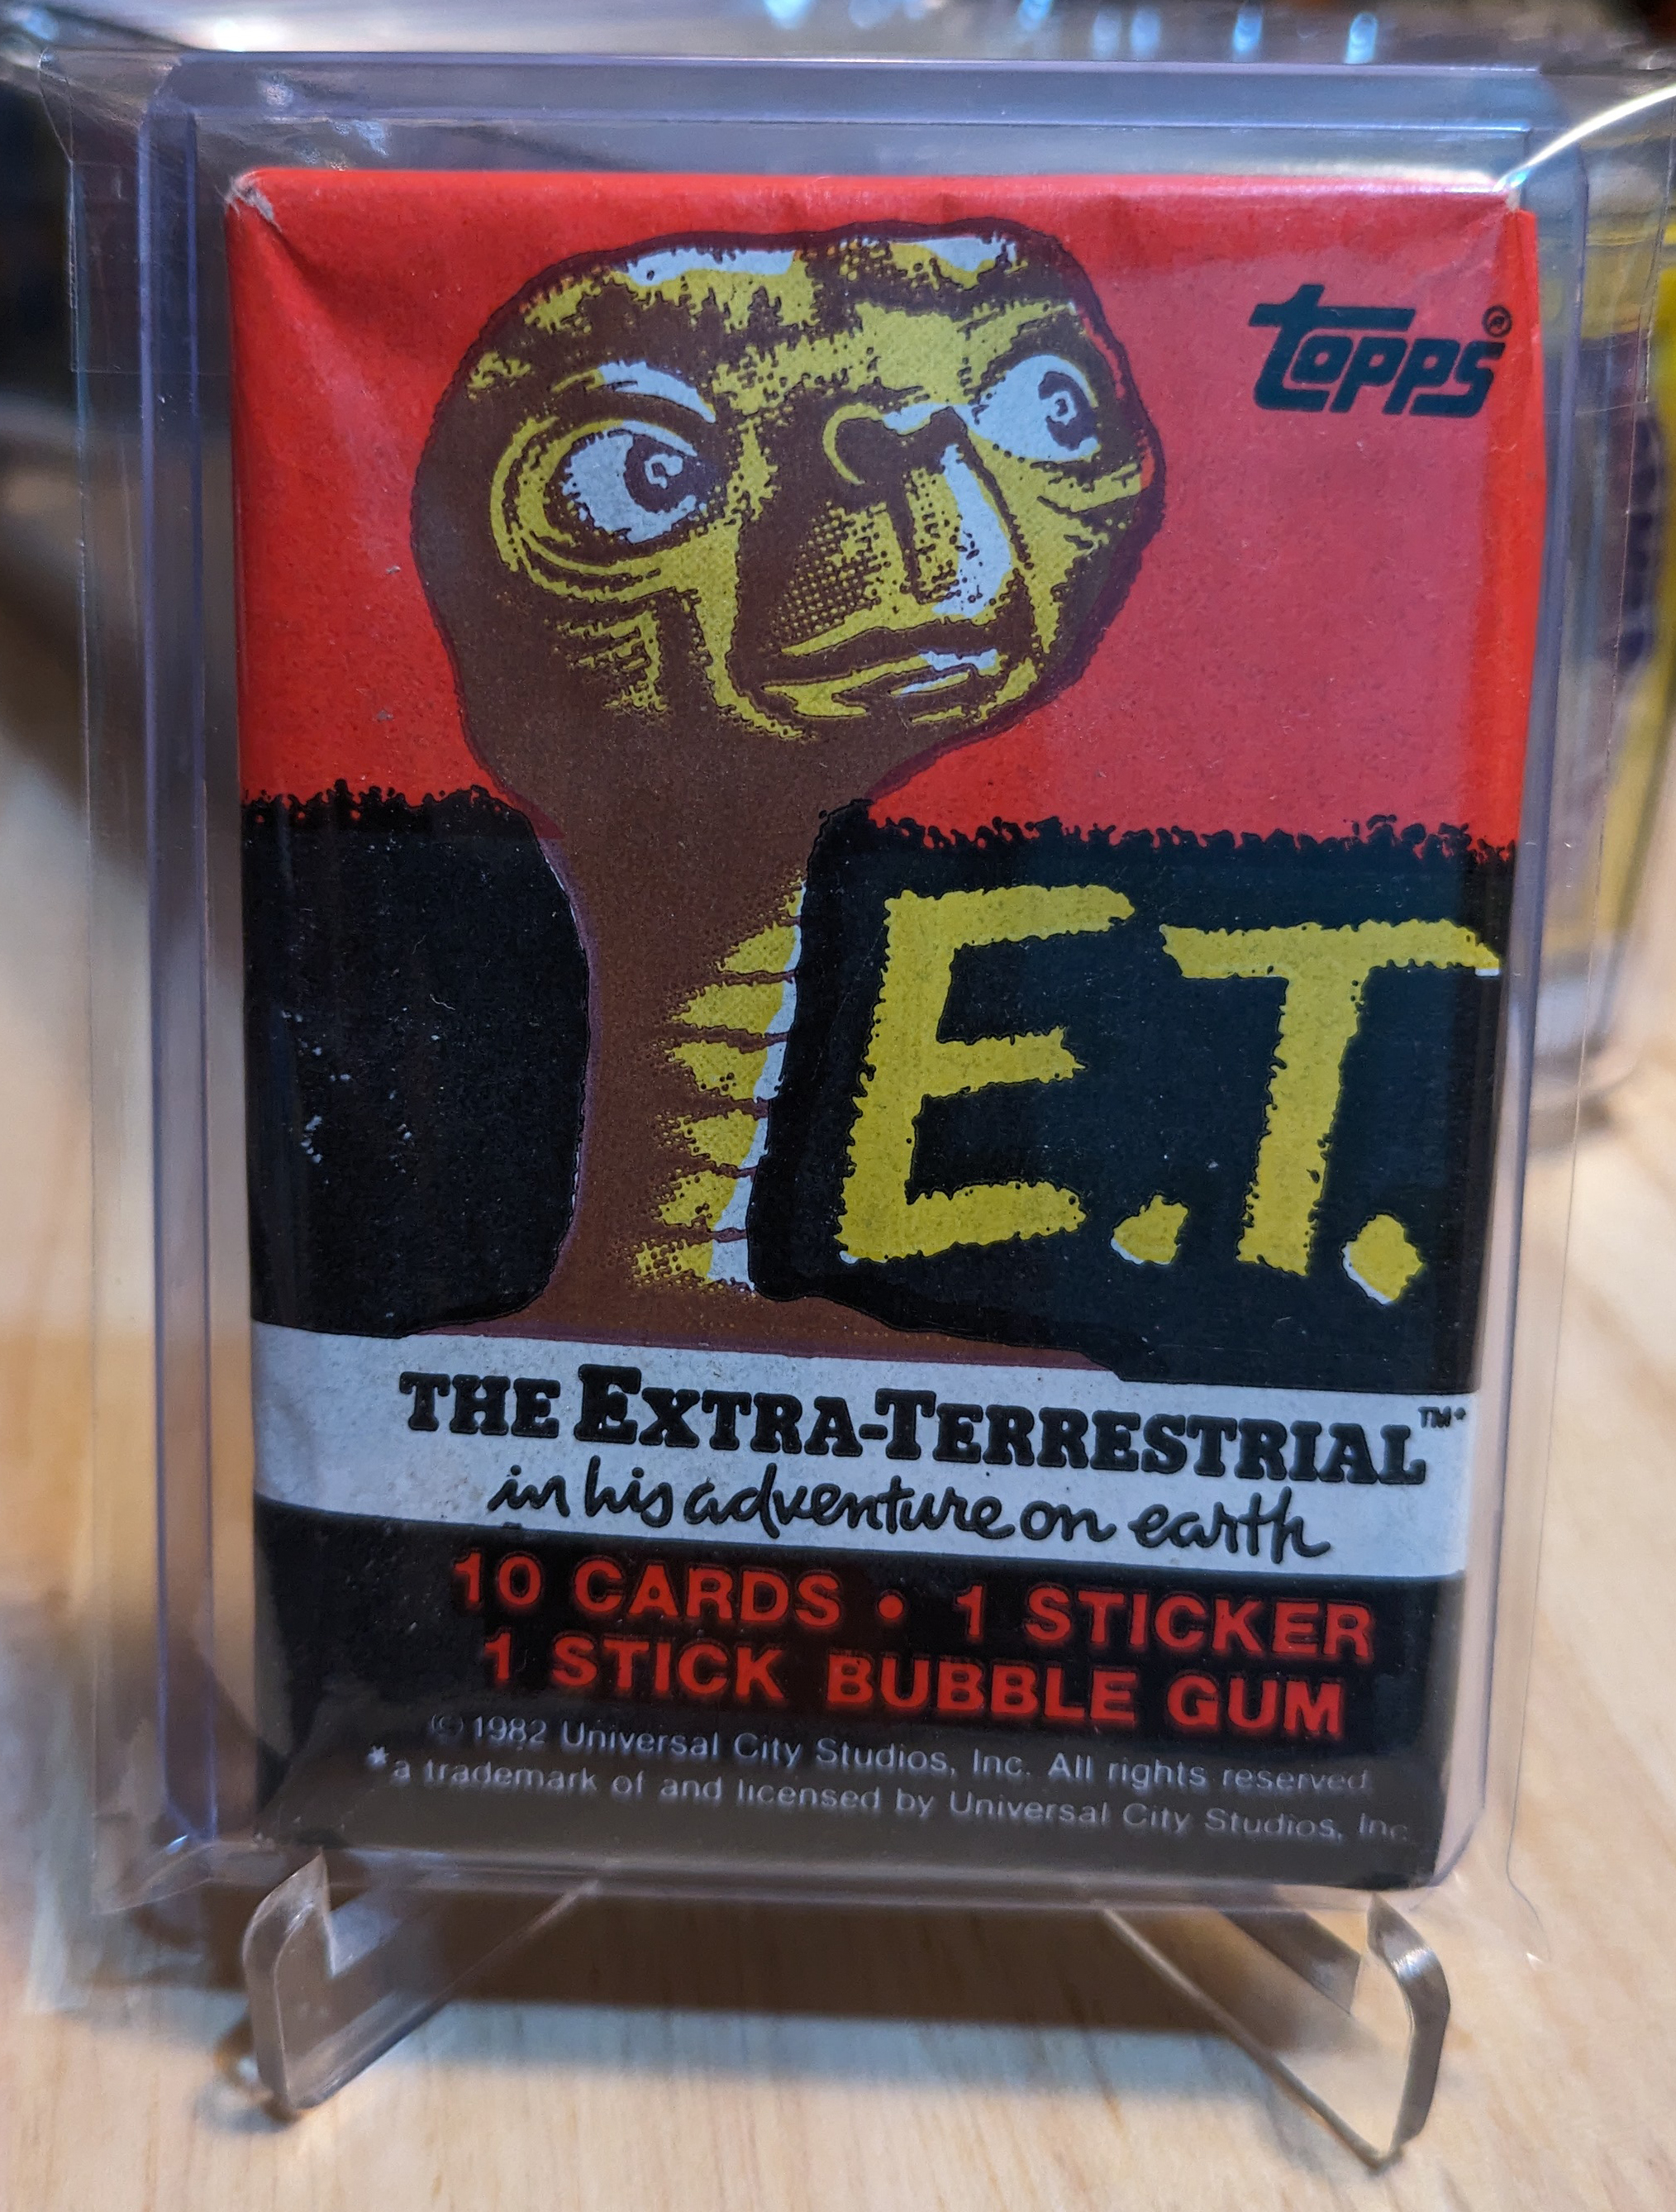 topps®
E.T.
THE EXTRA-TERRESTRIAL™*
in his adventure on earth
10 CARDS • 1 STICKER
1 STICK BUBBLE GUM
(c) 1982 Universal City Studios, Inc. All rights reserved.
*a trademark of and licensed by Universal City Studios, Inc.